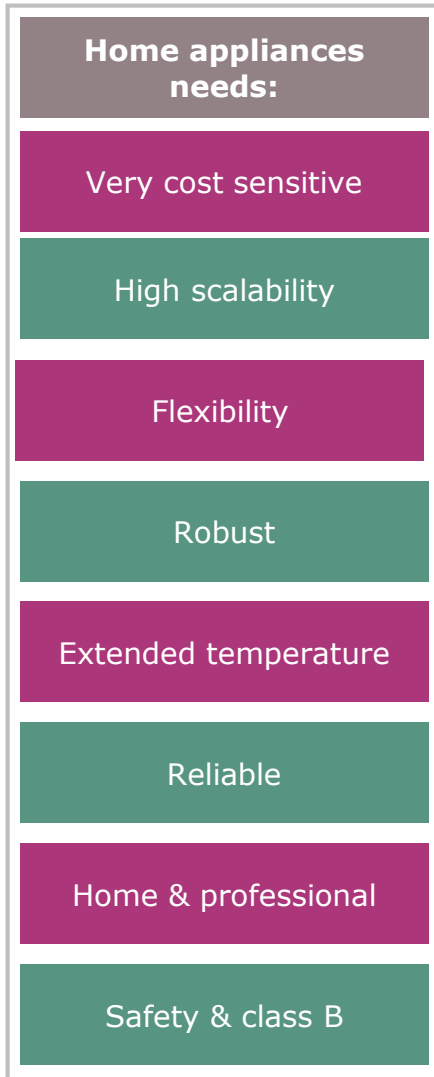 Home appliances
needs:
Very cost sensitive
High scalability
Flexibility
Robust
Extended temperature
Reliable
Home & professional
Safety & class B